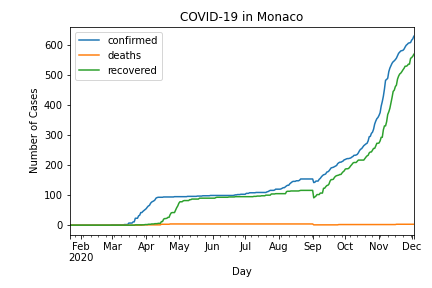 COVID-19 in Monaco
confirmed
deaths
recovered
Number of Cases
600
500
400
300
200
100
0
Feb Mar Apr May Jun Jul Aug Sep Oct Nov Dec
2020
Day